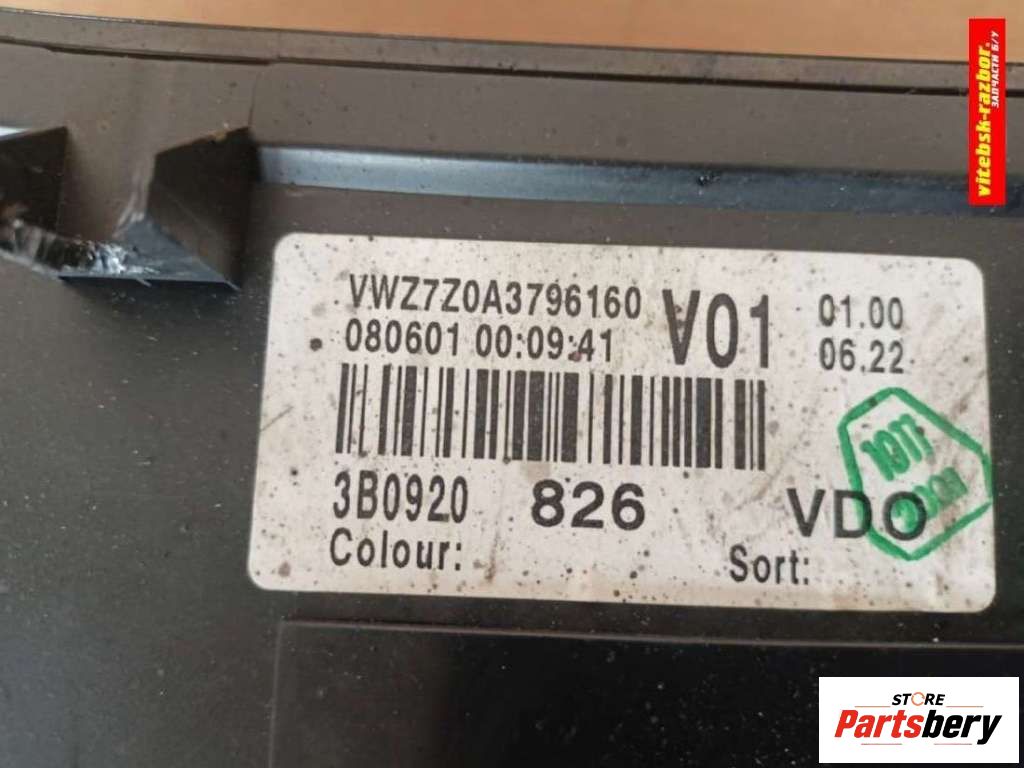 vitebsk-razbor.
ЗАПЧАСТИ Б/У
VWZ7Z0A3796160
080601 00:09:41
V01
01.00
06.22
3B0920 826 VDO
Colour:
Sort:
STORE
Partsbery